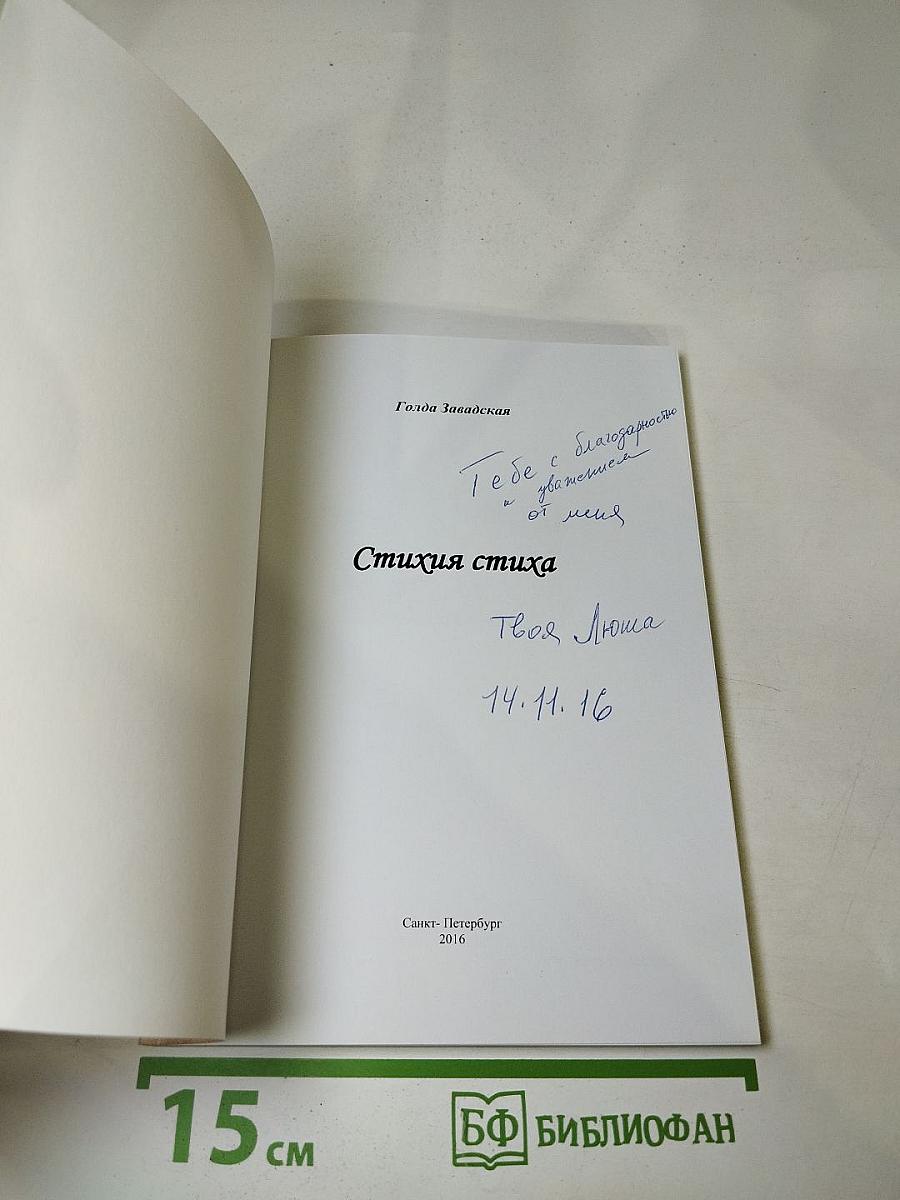 Голда Завадская
Тебе с благодарностью
и уважением
от меня
Стихия стиха
Твоя Люша
14.11.16
Санкт- Петербург
2016
15 см
БФ БИБЛИОФАН